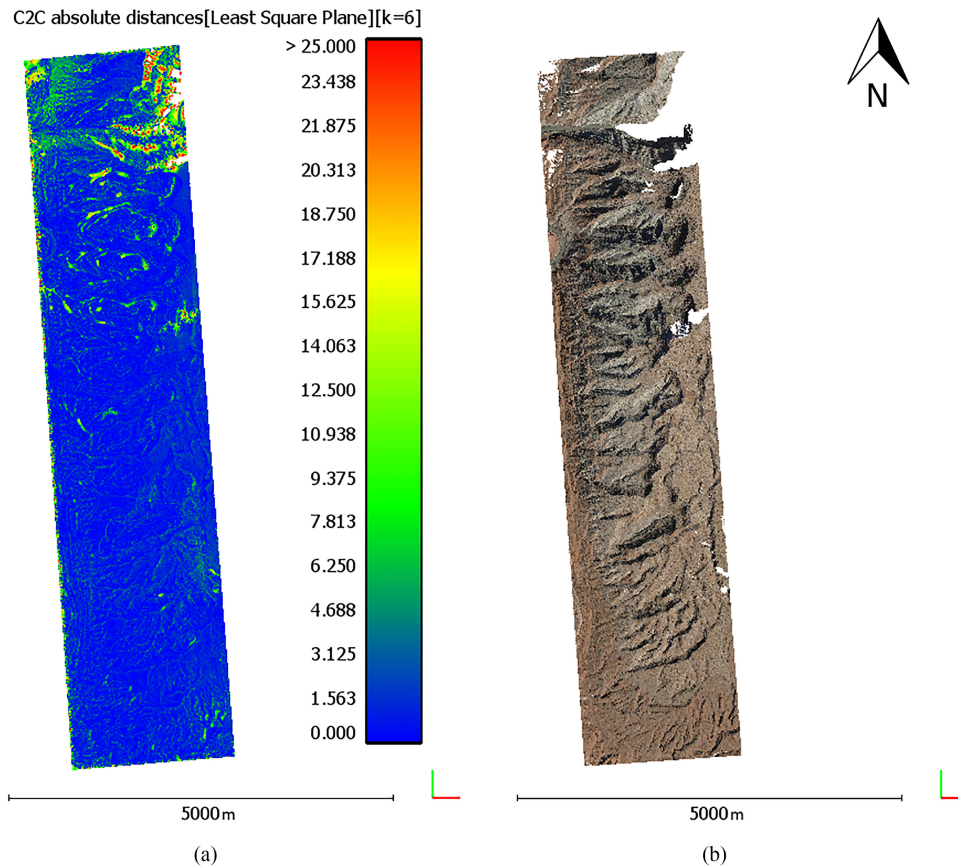 C2C absolute distances[Least Square Plane][k=6]
> 25.000
23.438
21.875
20.313
18.750
17.188
15.625
14.063
12.500
10.938
9.375
7.813
6.250
4.688
3.125
1.563
0.000
N
5000m
5000m
(a)
(b)